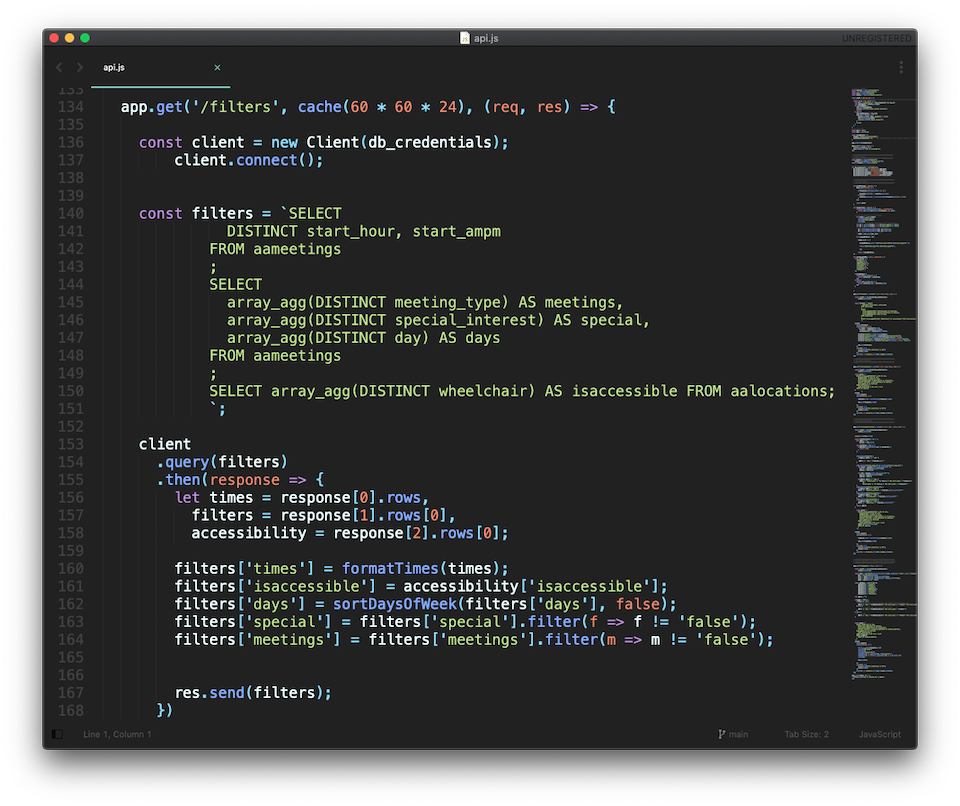 api.js
UNREGISTERED
api.js ×
133
134 app.get('/filters', cache(60 * 60 * 24), (req, res) => {
135
136 const client = new Client(db_credentials);
137 client.connect();
138
139
140 const filters = `SELECT
141 DISTINCT start_hour, start_ampm
142 FROM aameetings
143 ;
144 SELECT
145 array_agg(DISTINCT meeting_type) AS meetings,
146 array_agg(DISTINCT special_interest) AS special,
147 array_agg(DISTINCT day) AS days
148 FROM aameetings
149 ;
150 SELECT array_agg(DISTINCT wheelchair) AS isaccessible FROM aalocations;
151 `;
152
153 client
154 .query(filters)
155 .then(response => {
156 let times = response[0].rows,
157 filters = response[1].rows[0],
158 accessibility = response[2].rows[0];
159
160 filters['times'] = formatTimes(times);
161 filters['isaccessible'] = accessibility['isaccessible'];
162 filters['days'] = sortDaysOfWeek(filters['days'], false);
163 filters['special'] = filters['special'].filter(f => f != 'false');
164 filters['meetings'] = filters['meetings'].filter(m => m != 'false');
165
166
167 res.send(filters);
168 })
Line 1, Column 1
main
Tab Size: 2
JavaScript